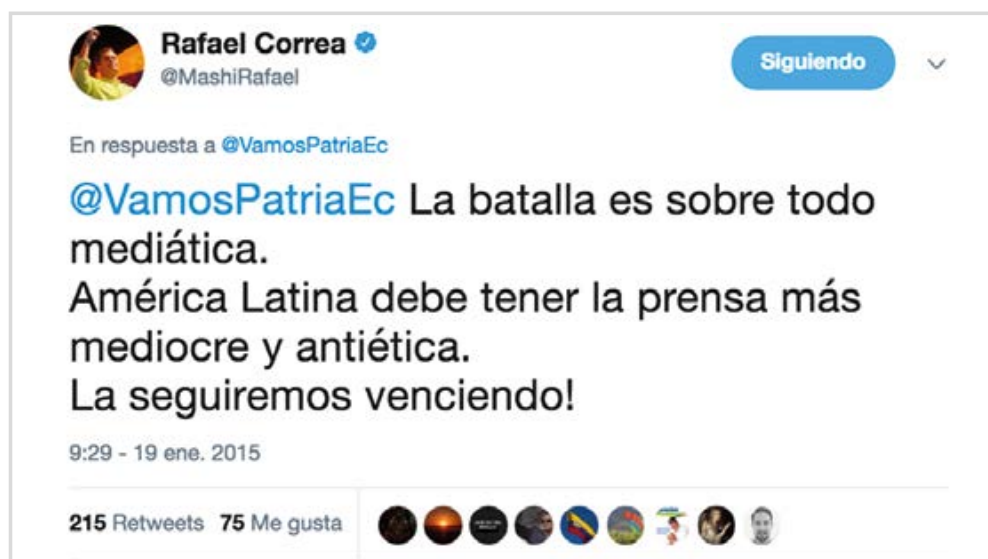 Rafael Correa
@MashiRafael
Siguiendo
En respuesta a @VamosPatriaEc
@VamosPatriaEc La batalla es sobre todo
mediática.
América Latina debe tener la prensa más
mediocre y antiética.
La seguiremos venciendo!
9:29 - 19 ene. 2015
215 Retweets 75 Me gusta